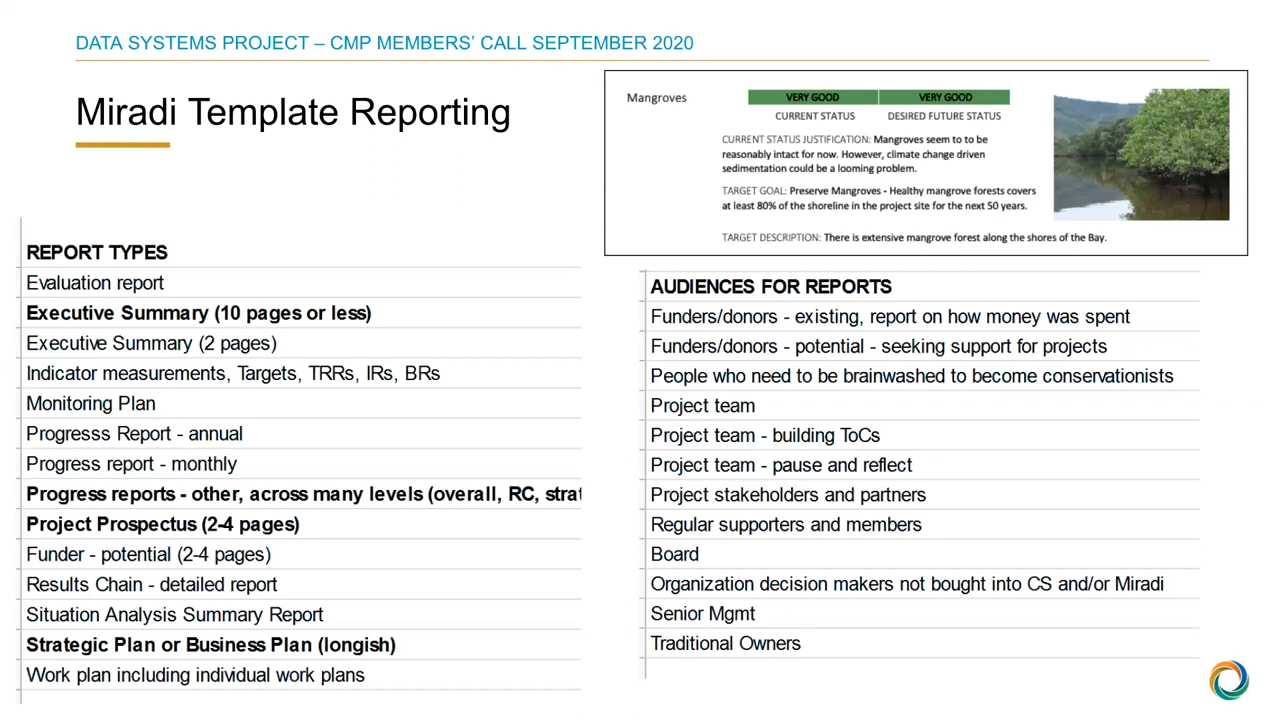 DATA SYSTEMS PROJECT – CMP MEMBERS' CALL SEPTEMBER 2020
Miradi Template Reporting
Mangroves
VERY GOOD VERY GOOD
CURRENT STATUS DESIRED FUTURE STATUS
CURRENT STATUS JUSTIFICATION: Mangroves seem to to be
reasonably intact for now. However, climate change driven
sedimentation could be a looming problem.
TARGET GOAL: Preserve Mangroves - Healthy mangrove forests covers
at least 80% of the shoreline in the project site for the next 50 years.
TARGET DESCRIPTION: There is extensive mangrove forest along the shores of the Bay.
REPORT TYPES
Evaluation report
Executive Summary (10 pages or less)
Executive Summary (2 pages)
Indicator measurements, Targets, TRRs, IRs, BRs
Monitoring Plan
Progresss Report - annual
Progress report - monthly
Progress reports - other, across many levels (overall, RC, strat
Project Prospectus (2-4 pages)
Funder - potential (2-4 pages)
Results Chain - detailed report
Situation Analysis Summary Report
Strategic Plan or Business Plan (longish)
Work plan including individual work plans
AUDIENCES FOR REPORTS
Funders/donors - existing, report on how money was spent
Funders/donors - potential - seeking support for projects
People who need to be brainwashed to become conservationists
Project team
Project team - building ToCs
Project team - pause and reflect
Project stakeholders and partners
Regular supporters and members
Board
Organization decision makers not bought into CS and/or Miradi
Senior Mgmt
Traditional Owners